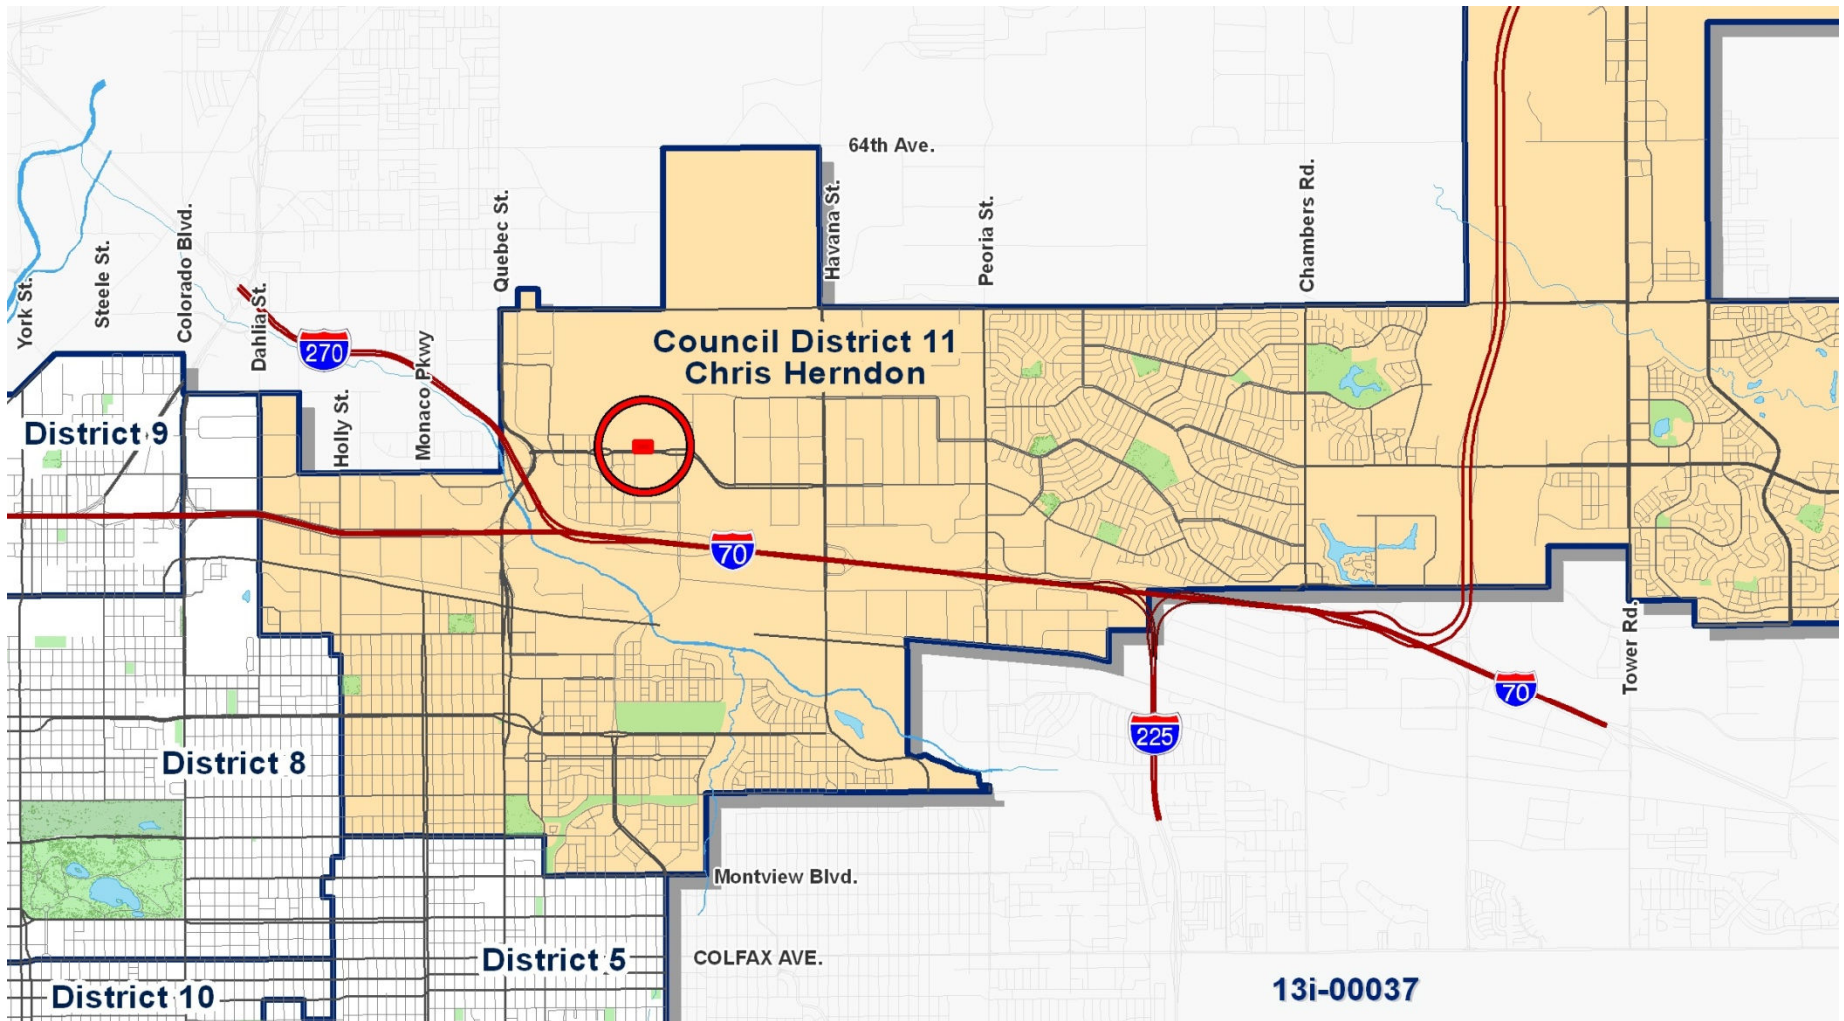 64th Ave.
York St.
Steele St.
Colorado Blvd.
Dahlia St.
Holly St.
Monaco Pkwy
Quebec St.
Havana St.
Peoria St.
Chambers Rd.
270
Council District 11
Chris Herndon
District 9
70
Tower Rd.
70
225
District 8
Montview Blvd.
COLFAX AVE.
District 5
District 10
13i-00037